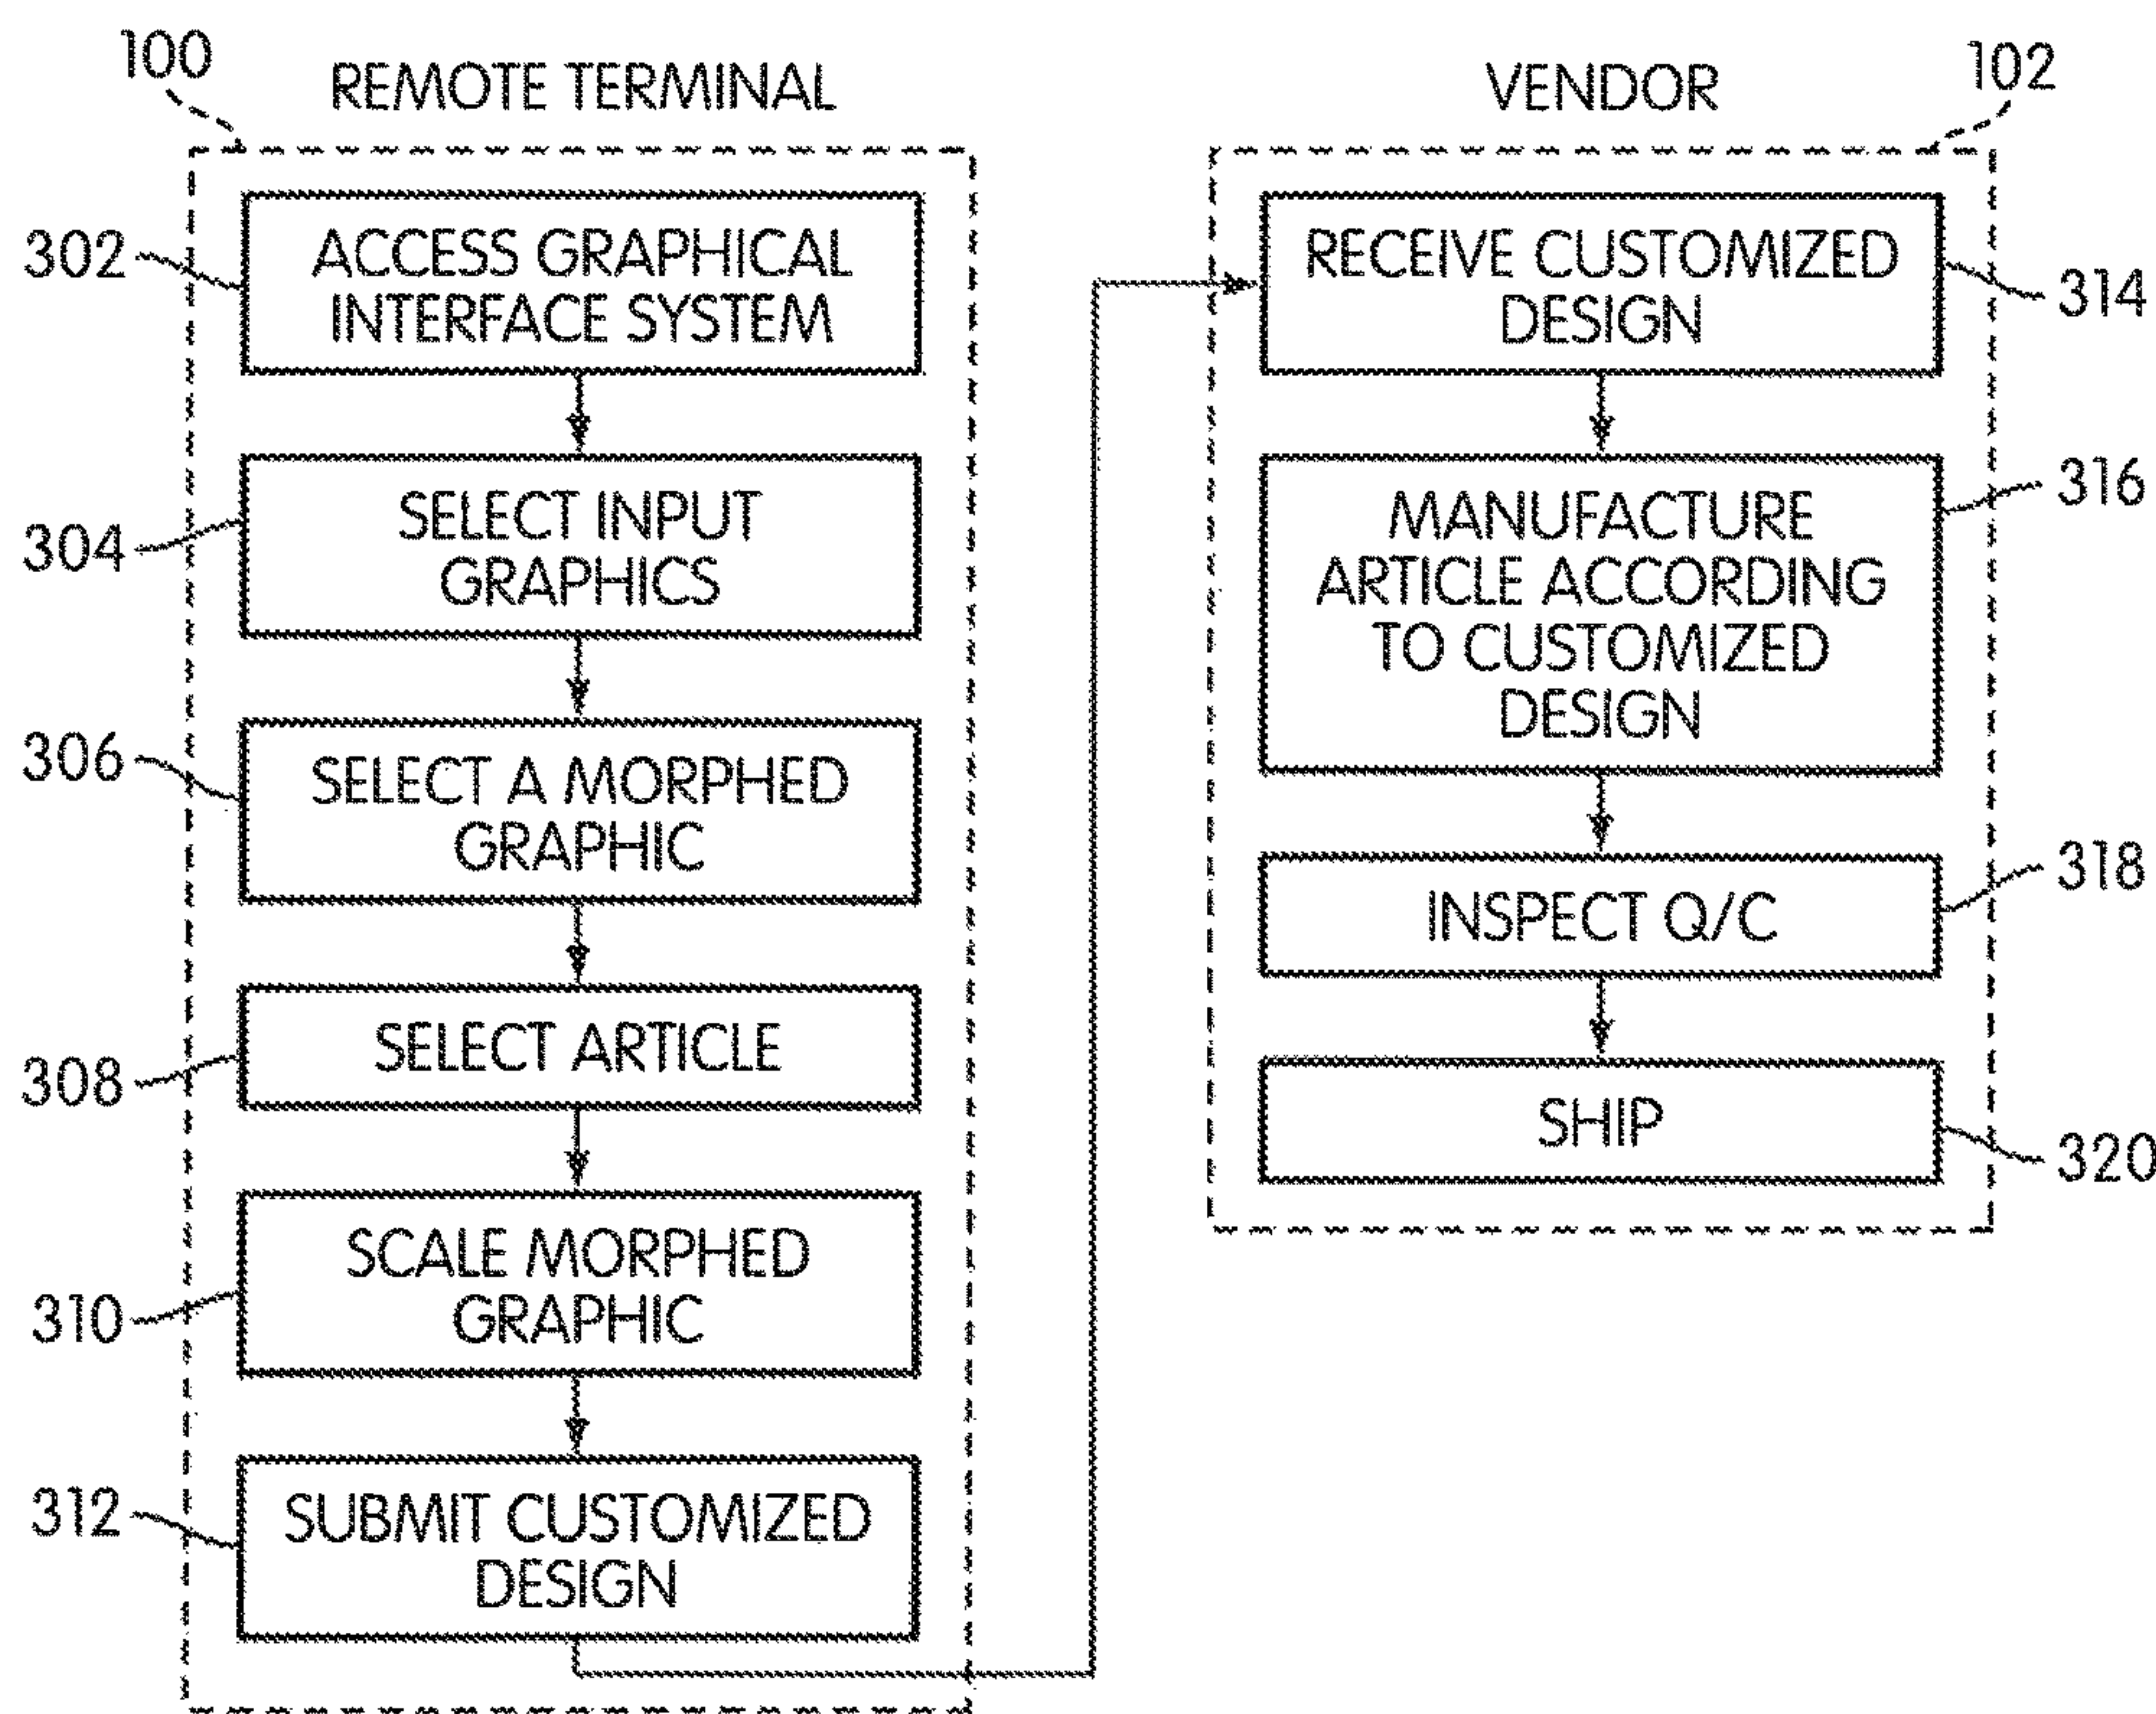 100
REMOTE TERMINAL
302
ACCESS GRAPHICAL
INTERFACE SYSTEM
304
SELECT INPUT
GRAPHICS
306
SELECT A MORPHED
GRAPHIC
308
SELECT ARTICLE
310
SCALE MORPHED
GRAPHIC
312
SUBMIT CUSTOMIZED
DESIGN
VENDOR
102
RECEIVE CUSTOMIZED
DESIGN
314
MANUFACTURE
ARTICLE ACCORDING
TO CUSTOMIZED
DESIGN
316
INSPECT Q/C
318
SHIP
320